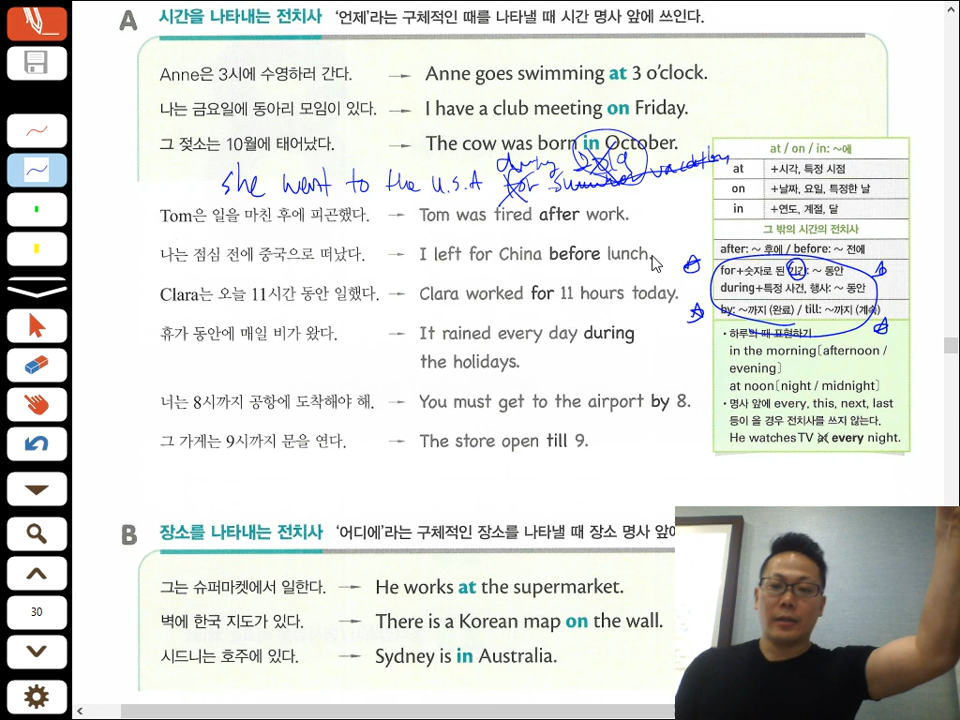 A 시간을 나타내는 전치사 '언제'라는 구체적인 때를 나타낼 때 시간 명사 앞에 쓰인다.
Anne은 3시에 수영하러 간다. → Anne goes swimming at 3 o'clock.
나는 금요일에 동아리 모임이 있다. → I have a club meeting on Friday.
그 젖소는 10월에 태어났다. → The cow was born in October.
she went to the U.S.A for summer vacation
during
Tom은 일을 마친 후에 피곤했다. → Tom was tired after work.
나는 점심 전에 중국으로 떠났다. → I left for China before lunch.
Clara는 오늘 11시간 동안 일했다. → Clara worked for 11 hours today.
휴가 동안에 매일 비가 왔다. → It rained every day during
the holidays.
너는 8시까지 공항에 도착해야 해. → You must get to the airport by 8.
그 가게는 9시까지 문을 연다. → The store open till 9.
at / on / in: ~에
at +시각, 특정 시점
on +날짜, 요일, 특정한 날
in +연도, 계절, 달
그 밖의 시간의 전치사
after: ~ 후에 / before: ~ 전에
for+숫자로 된 기간: ~ 동안
during+특정 사건, 행사: ~ 동안
by: ~까지 (완료) / till: ~까지 (계속)
• 하루의 때 표현하기
in the morning〔afternoon /
evening〕
at noon〔night / midnight〕
• 명사 앞에 every, this, next, last
등이 올 경우 전치사를 쓰지 않는다.
He watches TV at every night.
B 장소를 나타내는 전치사 '어디에'라는 구체적인 장소를 나타낼 때 장소 명사 앞에
그는 슈퍼마켓에서 일한다. → He works at the supermarket.
벽에 한국 지도가 있다. → There is a Korean map on the wall.
시드니는 호주에 있다. → Sydney is in Australia.
30